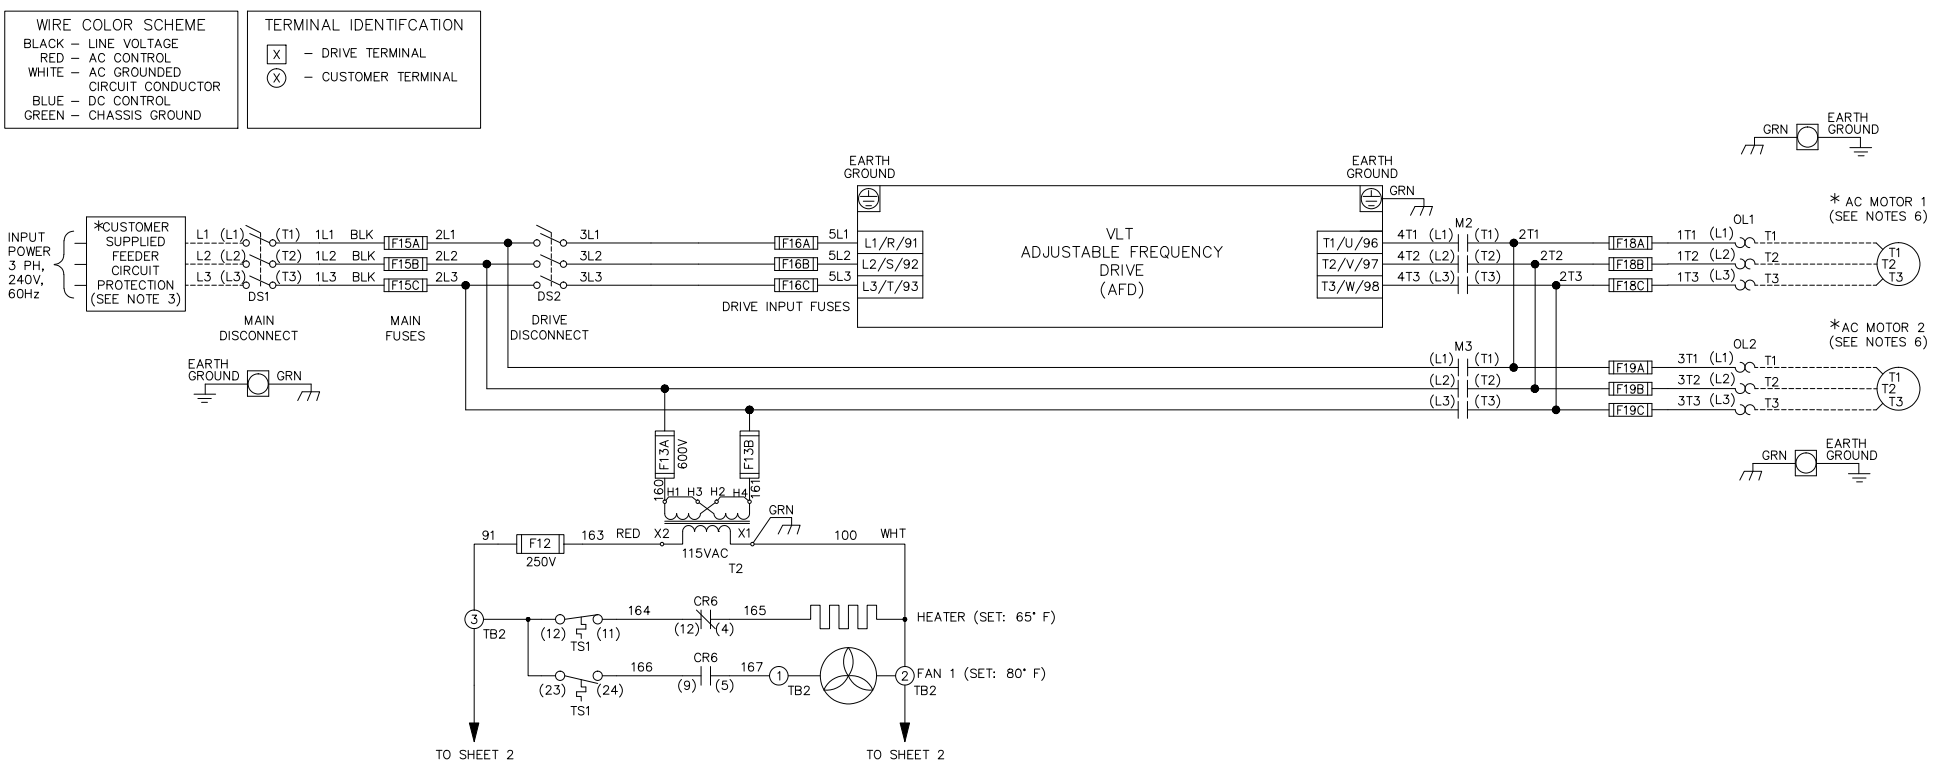 WIRE COLOR SCHEME
BLACK – LINE VOLTAGE
RED – AC CONTROL
WHITE – AC GROUNDED
CIRCUIT CONDUCTOR
BLUE – DC CONTROL
GREEN – CHASSIS GROUND
TERMINAL IDENTIFCATION
X – DRIVE TERMINAL
X – CUSTOMER TERMINAL
GRN
EARTH
GROUND
INPUT
POWER
3 PH,
240V,
60Hz
*CUSTOMER
SUPPLIED
FEEDER
CIRCUIT
PROTECTION
(SEE NOTE 3)
L1 (L1) (T1) 1L1 BLK F15A 2L1 3L1 F16A 5L1 L1/R/91
L2 (L2) (T2) 1L2 BLK F15B 2L2 3L2 F16B 5L2 L2/S/92
L3 (L3) (T3) 1L3 BLK F15C 2L3 3L3 F16C 5L3 L3/T/93
DS1
MAIN
DISCONNECT
MAIN
FUSES
DS2
DRIVE
DISCONNECT
DRIVE INPUT FUSES
EARTH
GROUND
VLT
ADJUSTABLE FREQUENCY
DRIVE
(AFD)
EARTH
GROUND
GRN
M2
OL1
* AC MOTOR 1
(SEE NOTES 6)
T1/U/96 4T1 (L1) (T1) 2T1 F18A 1T1 (L1) T1 T1
T2/V/97 4T2 (L2) (T2) 2T2 F18B 1T2 (L2) T2 T2
T3/W/98 4T3 (L3) (T3) 2T3 F18C 1T3 (L3) T3 T3
EARTH
GROUND
GRN
M3
OL2
*AC MOTOR 2
(SEE NOTES 6)
(L1) (T1) F19A 3T1 (L1) T1 T1
(L2) (T2) F19B 3T2 (L2) T2 T2
(L3) (T3) F19C 3T3 (L3) T3 T3
GRN
EARTH
GROUND
F13A
600V
F13B
160
H1 H3 H2 H4
161
GRN
91 F12 163 RED X2 X1 100 WHT
250V
115VAC
T2
3
TB2
(12) (11)
TS1
164
CR6
(12) (4)
165
HEATER (SET: 65° F)
(23) (24)
TS1
166
CR6
(9) (5)
167
1
TB2
2
TB2
FAN 1 (SET: 80° F)
TO SHEET 2
TO SHEET 2